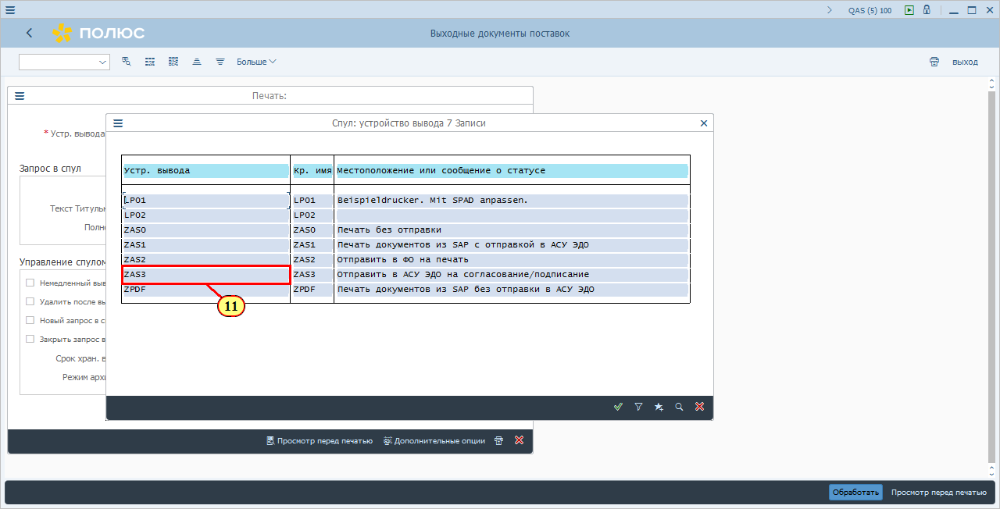 QAS (5) 100
ПОЛЮС
Выходные документы поставок
Больше
выход
Печать:
* Устр. вывода
Запрос в спул
Текст Титульн
Полно
Управление спулом
Немедленный выв
Удалить после вы
Новый запрос в с
Закрыть запрос в
Срок хран. в
Режим архи
Спул: устройство вывода 7 Записи
Устр. вывода Кр. имя Местоположение или сообщение о статусе
LP01 LP01 Beispieldrucker. Mit SPAD anpassen.
LP02 LP02
ZAS0 ZAS0 Печать без отправки
ZAS1 ZAS1 Печать документов из SAP с отправкой в АСУ ЭДО
ZAS2 ZAS2 Отправить в ФО на печать
ZAS3 ZAS3 Отправить в АСУ ЭДО на согласование/подписание
ZPDF ZPDF Печать документов из SAP без отправки в АСУ ЭДО
11
Просмотр перед печатью Дополнительные опции
Обработать Просмотр перед печатью